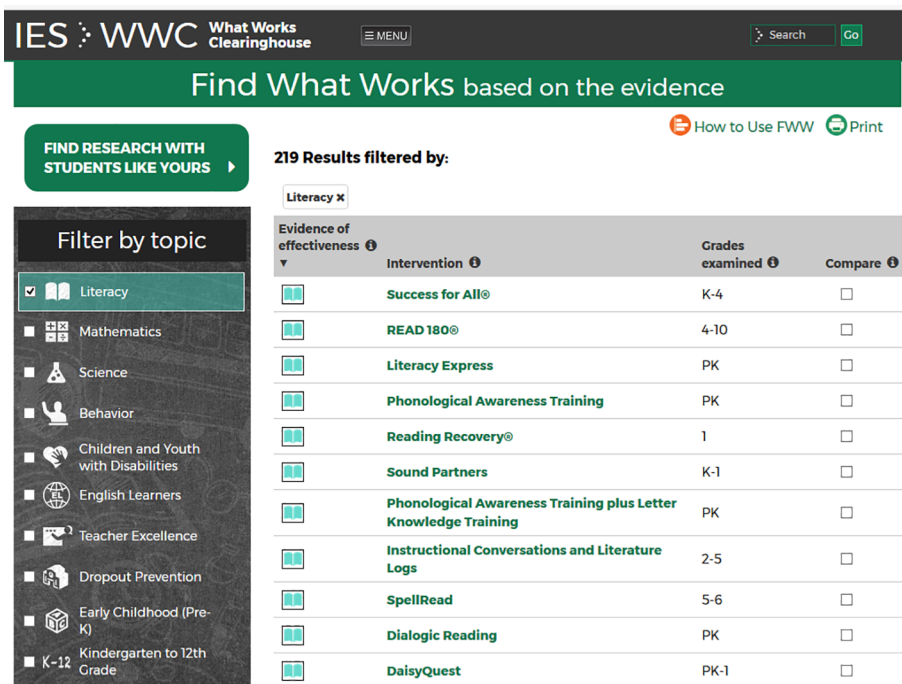 IES WWC What Works Clearinghouse
MENU
Search
Go
Find What Works based on the evidence
How to Use FWW
Print
FIND RESEARCH WITH
STUDENTS LIKE YOURS
219 Results filtered by:
Literacy ×
Filter by topic
Literacy
Mathematics
Science
Behavior
Children and Youth
with Disabilities
EL
English Learners
Teacher Excellence
Dropout Prevention
ABC
Early Childhood (Pre-
K)
K-12
Kindergarten to 12th
Grade
Evidence of
effectiveness
Intervention
Grades
examined
Compare
Success for All® K-4
READ 180® 4-10
Literacy Express PK
Phonological Awareness Training PK
Reading Recovery® 1
Sound Partners K-1
Phonological Awareness Training plus Letter
Knowledge Training PK
Instructional Conversations and Literature
Logs 2-5
SpellRead 5-6
Dialogic Reading PK
DaisyQuest PK-1